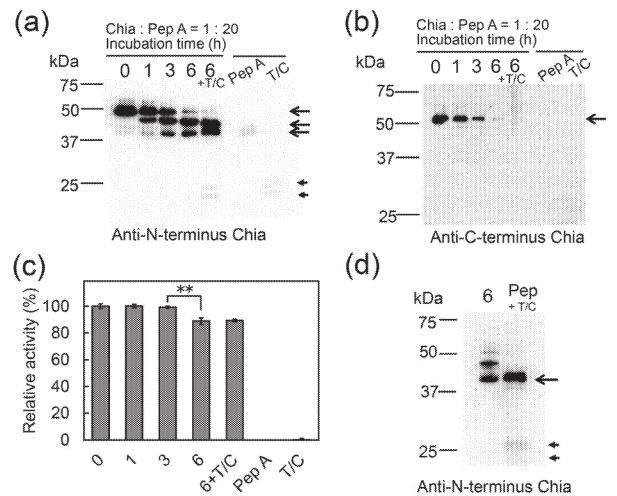 (a)
Chia : Pep A = 1 : 20
Incubation time (h)
kDa
0 1 3 6 6 Pep A T/C
+T/C
75
50
37
25
Anti-N-terminus Chia
(b)
Chia : Pep A = 1 : 20
Incubation time (h)
kDa
0 1 3 6 6 Pep A T/C
+T/C
75
50
37
25
Anti-C-terminus Chia
(c)
Relative activity (%)
**
100
80
60
40
20
0
0 1 3 6 6+T/C Pep A T/C
(d)
kDa
6 Pep
+ T/C
75
50
37
25
Anti-N-terminus Chia